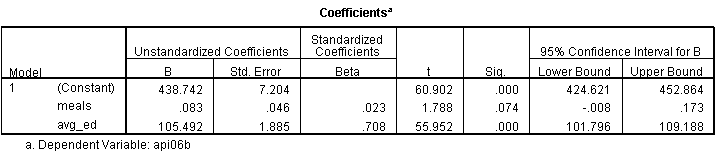 Coefficientsa
Model Unstandardized Coefficients Standardized Coefficients t Sig. 95% Confidence Interval for B
B Std. Error Beta Lower Bound Upper Bound
1 (Constant) 438.742 7.204 60.902 .000 424.621 452.864
meals .083 .046 .023 1.788 .074 -.008 .173
avg_ed 105.492 1.885 .708 55.952 .000 101.796 109.188
a. Dependent Variable: api06b